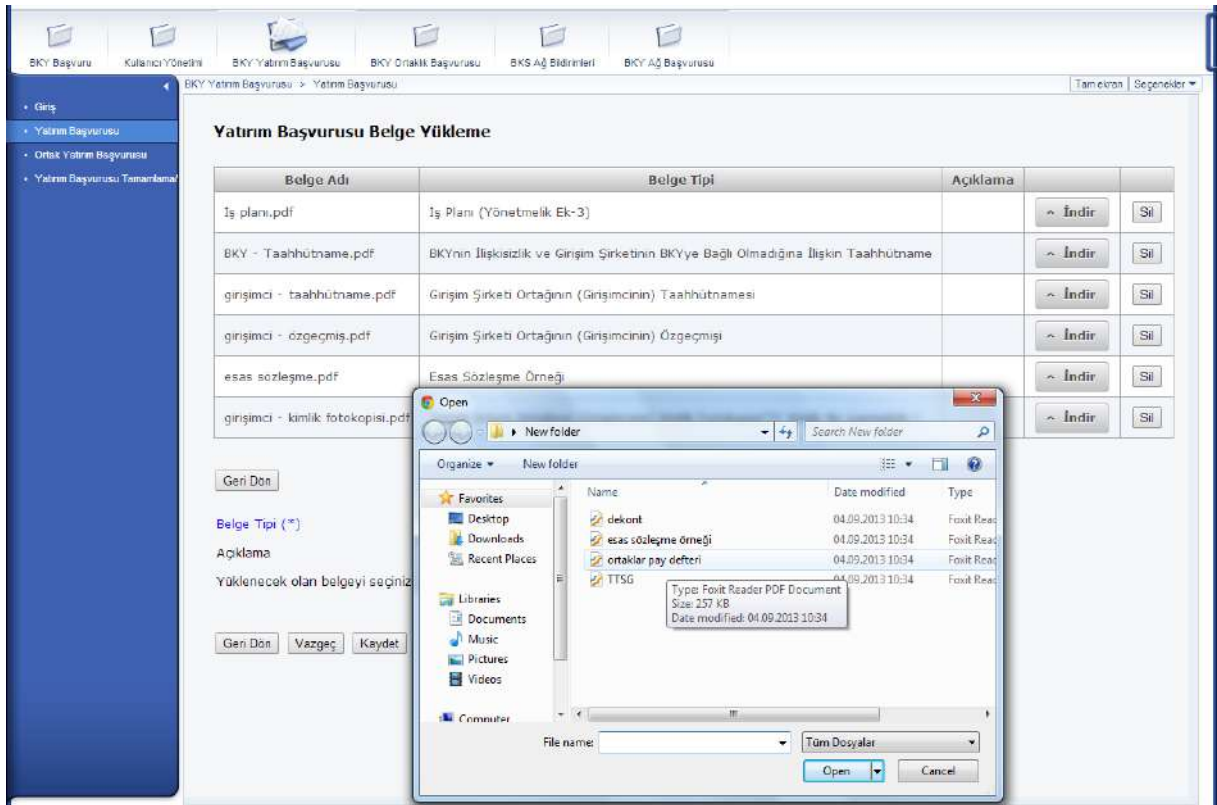 BKY Başvuru Kullanıcı Yönetimi BKY Yatırım Başvurusu BKY Ortaklık Başvurusu BKS Ağ Bildirimleri BKY Ağ Başvurusu
BKY Yatırım Başvurusu > Yatırım Başvurusu Tam ekran Seçenekler
Giriş
Yatırım Başvurusu
Ortak Yatırım Başvurusu
Yatırım Başvurusu Tamamlama/
Yatırım Başvurusu Belge Yükleme
Belge Adı Belge Tipi Açıklama
İş planı.pdf İş Planı (Yönetmelik Ek-3) İndir Sil
BKY - Taahhütname.pdf BKYnin İlişkisizlik ve Girişim Şirketinin BKYye Bağlı Olmadığına İlişkin Taahhütname İndir Sil
girişimci - taahhütname.pdf Girişim Şirketi Ortağının (Girişimcinin) Taahhütnamesi İndir Sil
girişimci - özgeçmiş.pdf Girişim Şirketi Ortağının (Girişimcinin) Özgeçmişi İndir Sil
esas sözleşme.pdf Esas Sözleşme Örneği İndir Sil
girişimci - kimlik fotokopisi.pdf İndir Sil
Geri Dön
Belge Tipi (*)
Açıklama
Yüklenecek olan belgeyi seçiniz
Geri Dön Vazgeç Kaydet
Open
New folder Search New folder
Organize New folder
Favorites
Desktop
Downloads
Recent Places
Libraries
Documents
Music
Pictures
Videos
Computer
Name Date modified Type
dekont 04.09.2013 10:34 Foxit Read
esas sözleşme örneği 04.09.2013 10:34 Foxit Read
ortaklar pay defteri 04.09.2013 10:34 Foxit Read
TTSG 04.09.2013 10:34 Foxit Read
Type: Foxit Reader PDF Document
Size: 257 KB
Date modified: 04.09.2013 10:34
File name: Tüm Dosyalar
Open Cancel